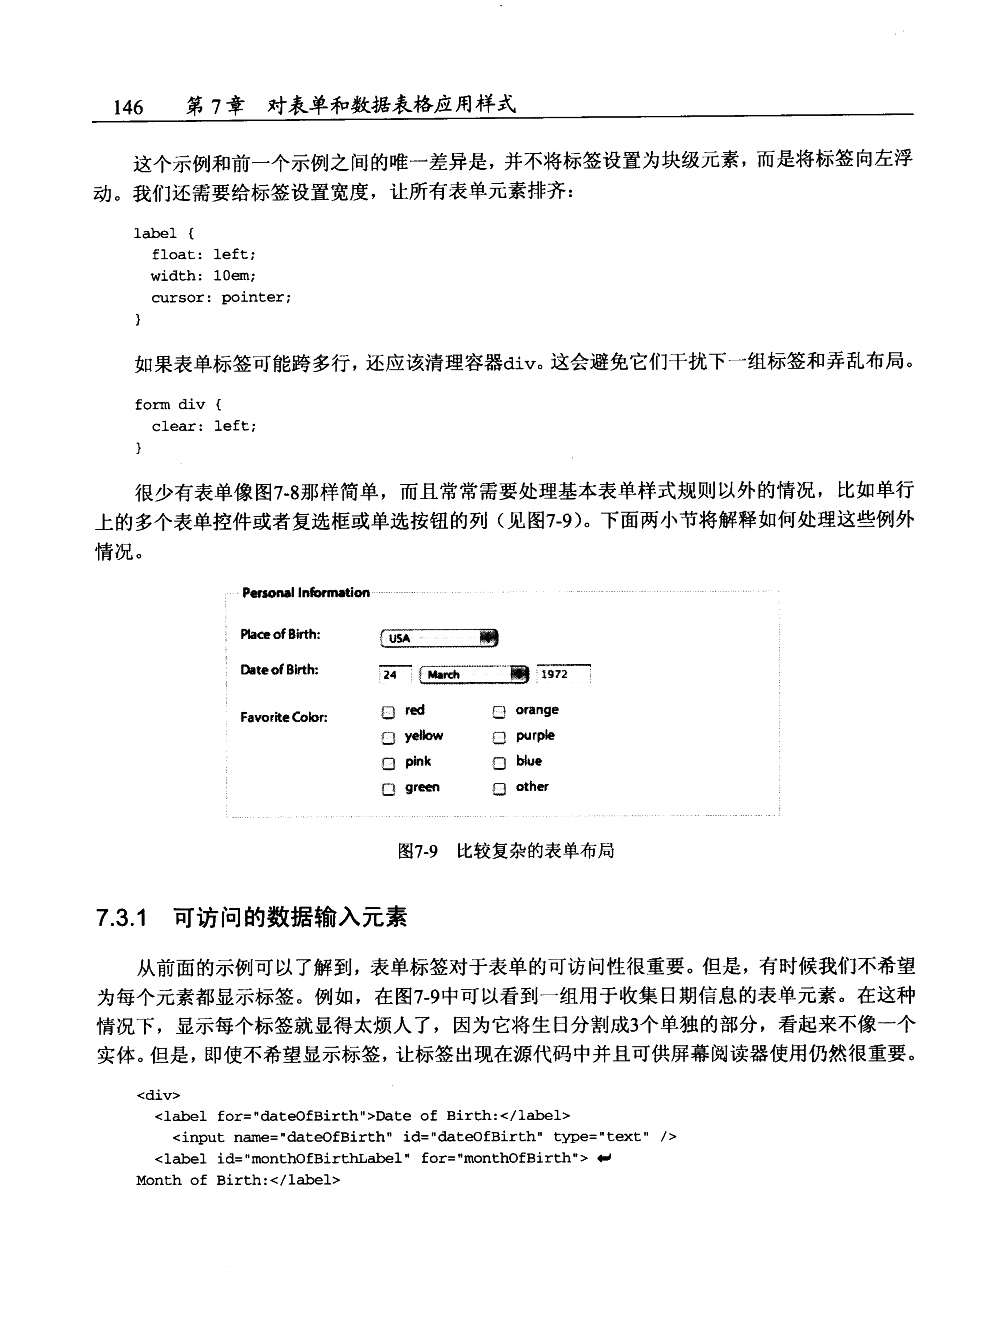 146 第 7 章 对表单和数据表格应用样式
这个示例和前一个示例之间的唯一差异是，并不将标签设置为块级元素，而是将标签向左浮
动。我们还需要给标签设置宽度，让所有表单元素排齐：
label {
float: left;
width: 10em;
cursor: pointer;
}
如果表单标签可能跨多行，还应该清理容器div。这会避免它们干扰下一组标签和弄乱布局。
form div {
clear: left;
}
很少有表单像图7-8那样简单，而且常常需要处理基本表单样式规则以外的情况，比如单行
上的多个表单控件或者复选框或单选按钮的列（见图7-9）。下面两小节将解释如何处理这些例外
情况。
Personal Information
Place of Birth: USA
Date of Birth: 24 March 1972
Favorite Color: red orange
yellow purple
pink blue
green other
图7-9 比较复杂的表单布局
7.3.1 可访问的数据输入元素
从前面的示例可以了解到，表单标签对于表单的可访问性很重要。但是，有时候我们不希望
为每个元素都显示标签。例如，在图7-9中可以看到一组用于收集日期信息的表单元素。在这种
情况下，显示每个标签就显得太烦人了，因为它将生日分割成3个单独的部分，看起来不像一个
实体。但是，即使不希望显示标签，让标签出现在源代码中并且可供屏幕阅读器使用仍然很重要。
<div>
<label for="dateOfBirth">Date of Birth:</label>
<input name="dateOfBirth" id="dateOfBirth" type="text" />
<label id="monthOfBirthLabel" for="monthOfBirth">
Month of Birth:</label>